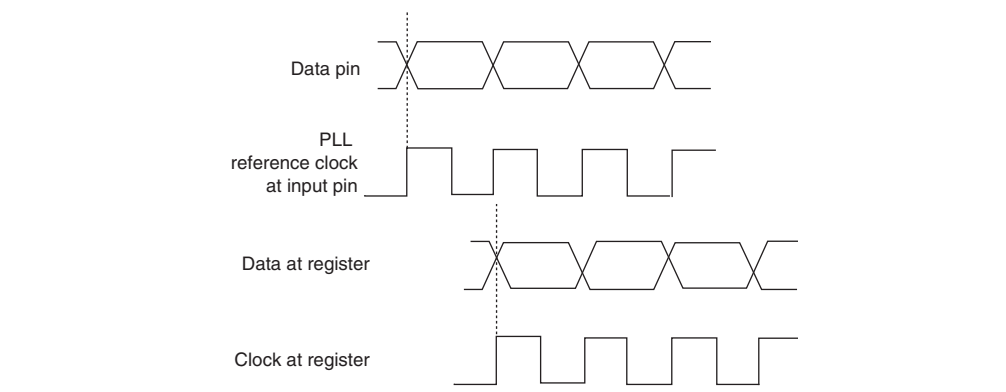 Data pin
PLL
reference clock
at input pin
Data at register
Clock at register